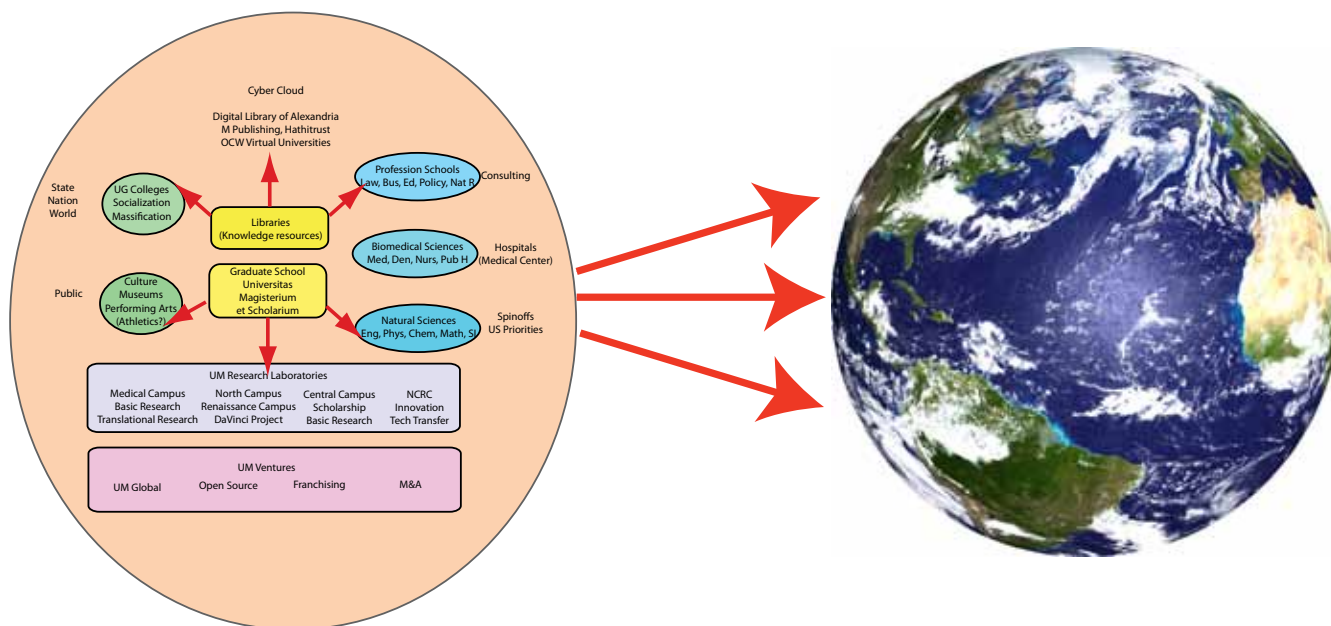 Cyber Cloud
Digital Library of Alexandria
M Publishing, Hathitrust
OCW Virtual Universities
State
Nation
World
UG Colleges
Socialization
Massification
Profession Schools
Law, Bus, Ed, Policy, Nat R
Consulting
Libraries
(Knowledge resources)
Biomedical Sciences
Med, Den, Nurs, Pub H
Hospitals
(Medical Center)
Public
Culture
Museums
Performing Arts
(Athletics?)
Graduate School
Universitas
Magisterium
et Scholarium
Natural Sciences
Eng, Phys, Chem, Math, SI
Spinoffs
US Priorities
UM Research Laboratories
Medical Campus
Basic Research
Translational Research
North Campus
Renaissance Campus
DaVinci Project
Central Campus
Scholarship
Basic Research
NCRC
Innovation
Tech Transfer
UM Ventures
UM Global
Open Source
Franchising
M&A